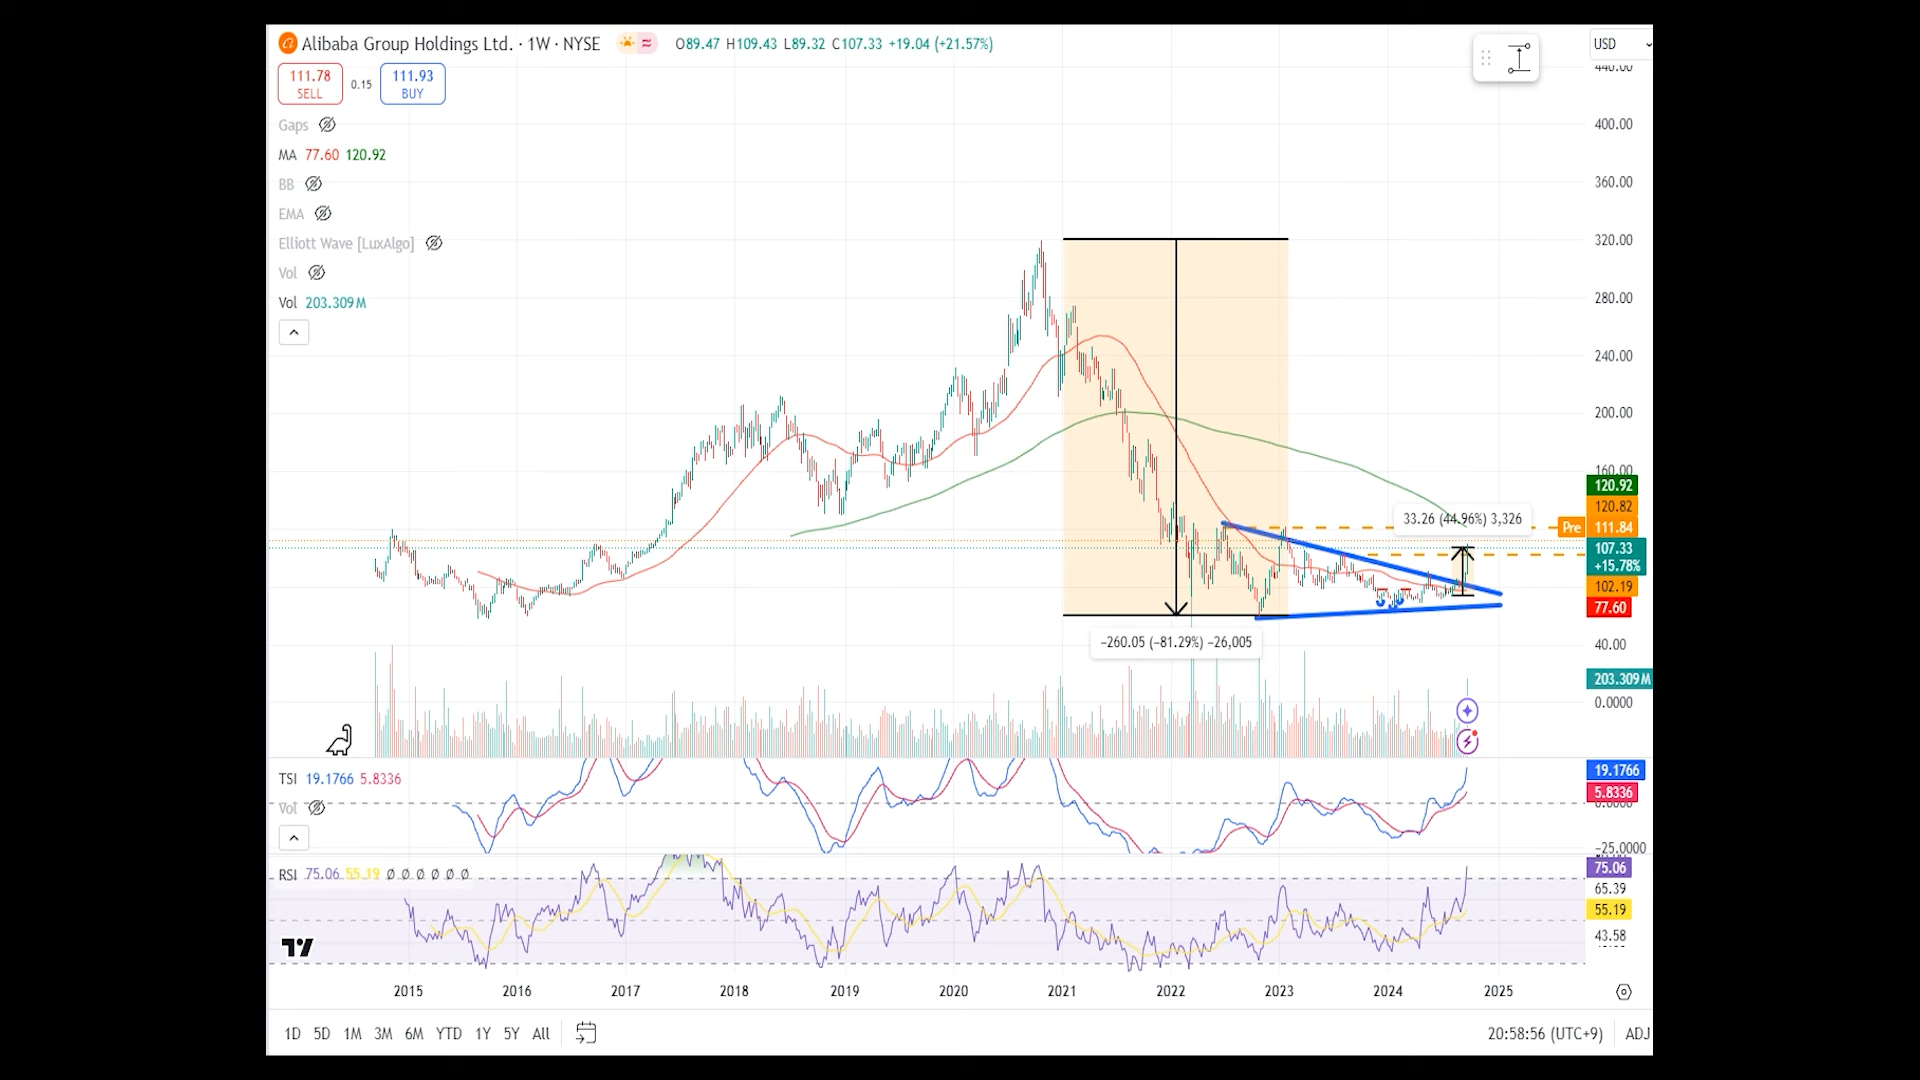 Alibaba Group Holdings Ltd. · 1W · NYSE O89.47 H109.43 L89.32 C107.33 +19.04 (+21.57%)
USD
440.00
111.78 SELL
0.15
111.93 BUY
Gaps
400.00
MA 77.60 120.92
BB
360.00
EMA
Elliott Wave [LuxAlgo]
320.00
Vol
Vol 203.309M
280.00
240.00
200.00
160.00
120.92
120.82
33.26 (44.96%) 3,326
Pre 111.84
107.33
+15.78%
102.19
77.60
−260.05 (−81.29%) −26,005
40.00
203.309M
0.0000
TSI 19.1766 5.8336
19.1766
5.8336
0.0000
Vol
−25.0000
RSI 75.06 55.19 Ø Ø Ø Ø Ø Ø
75.06
65.39
55.19
43.58
2015 2016 2017 2018 2019 2020 2021 2022 2023 2024 2025
1D 5D 1M 3M 6M YTD 1Y 5Y All
20:58:56 (UTC+9) ADJ